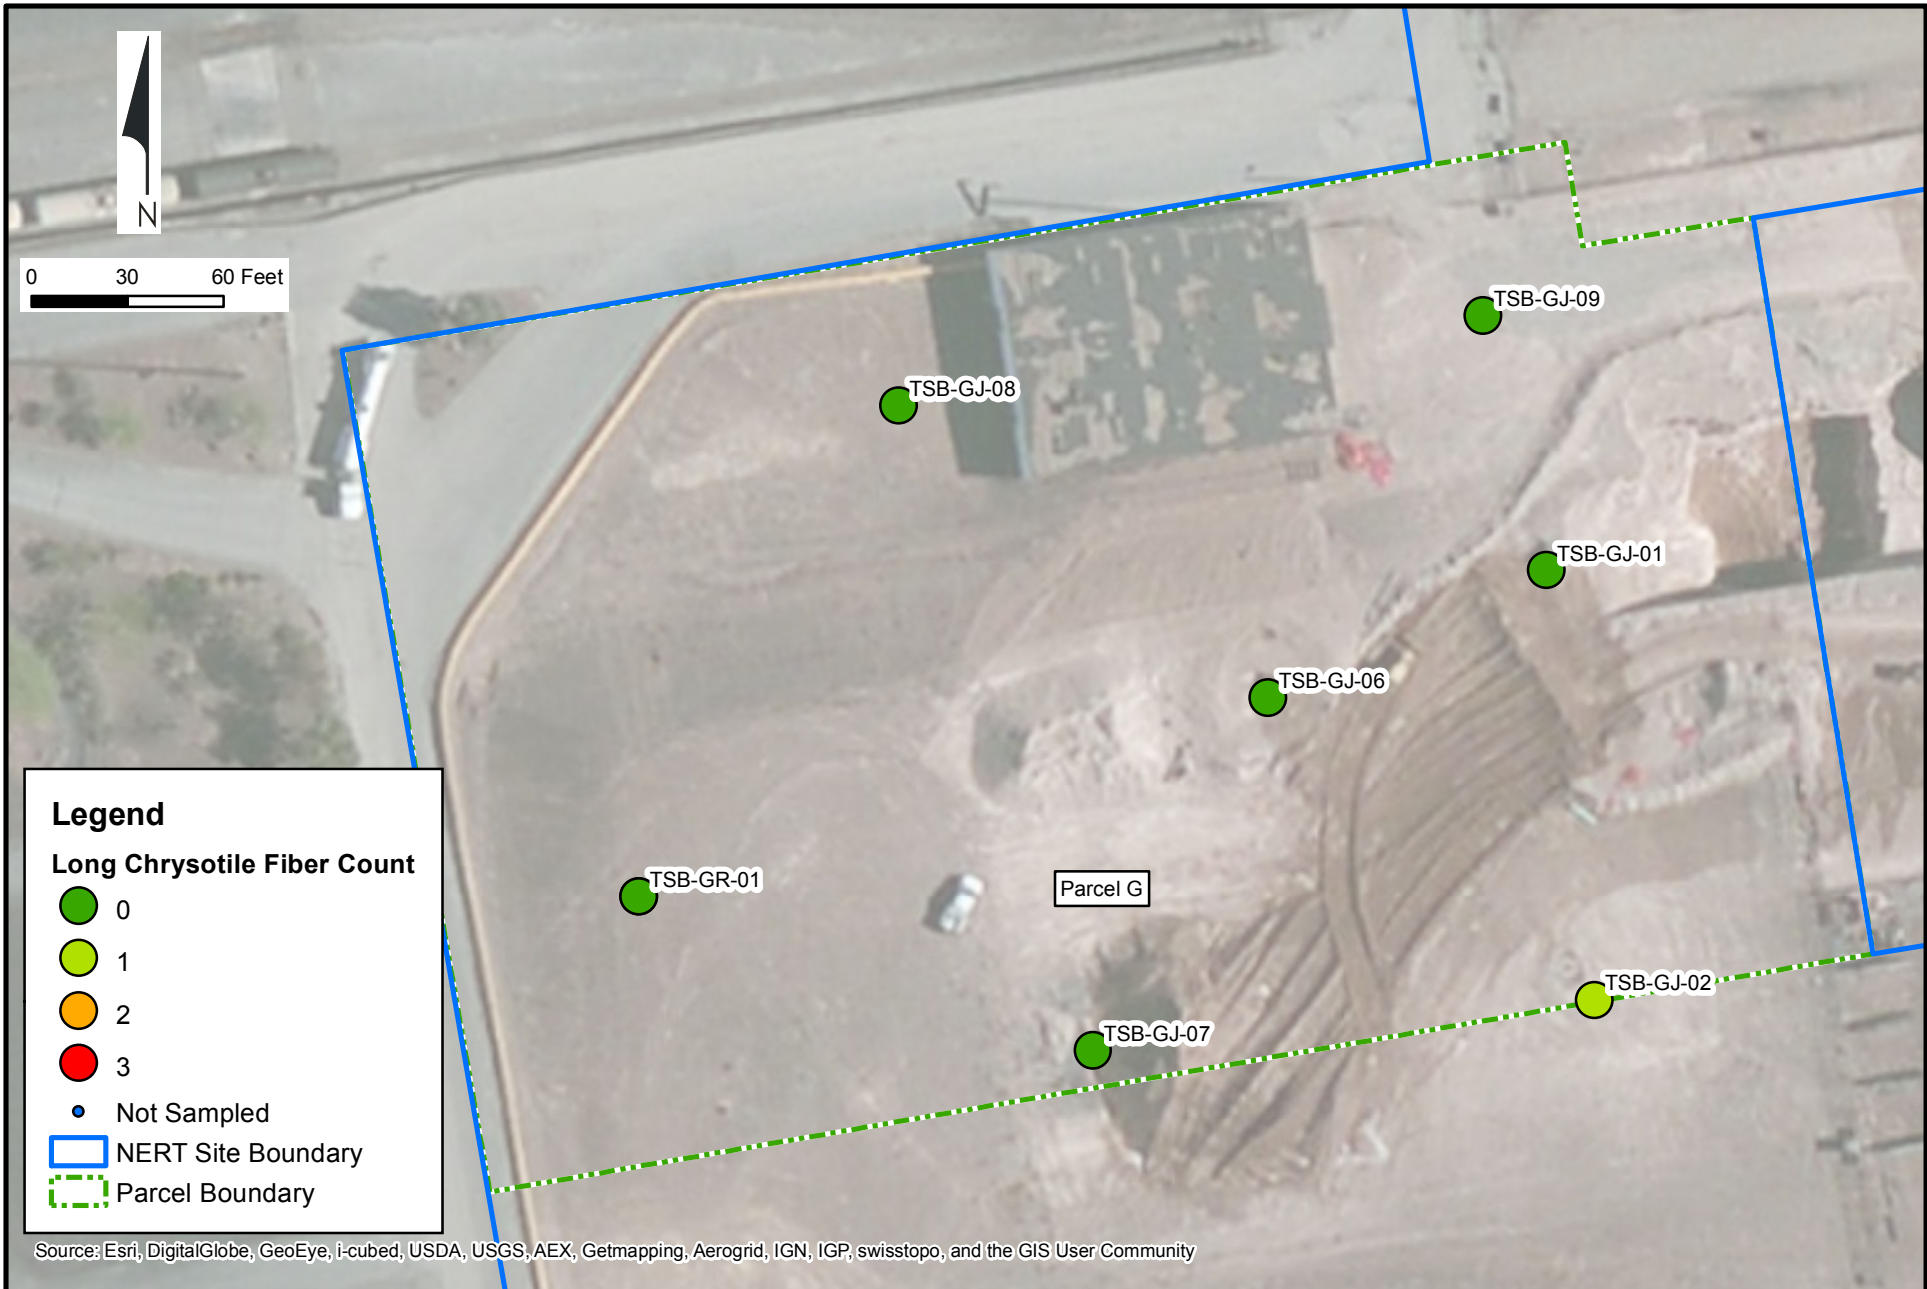 N
0 30 60 Feet
TSB-GJ-09
TSB-GJ-08
TSB-GJ-01
TSB-GJ-06
TSB-GR-01
Parcel G
TSB-GJ-02
TSB-GJ-07
Legend
Long Chrysotile Fiber Count
0
1
2
3
Not Sampled
NERT Site Boundary
Parcel Boundary
Source: Esri, DigitalGlobe, GeoEye, i-cubed, USDA, USGS, AEX, Getmapping, Aerogrid, IGN, IGP, swisstopo, and the GIS User Community